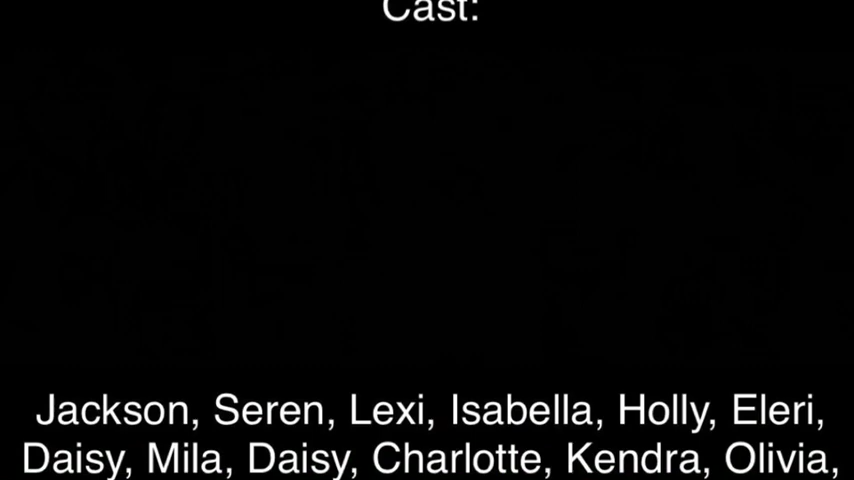 Cast:
Jackson, Seren, Lexi, Isabella, Holly, Eleri,
Daisy, Mila, Daisy, Charlotte, Kendra, Olivia,